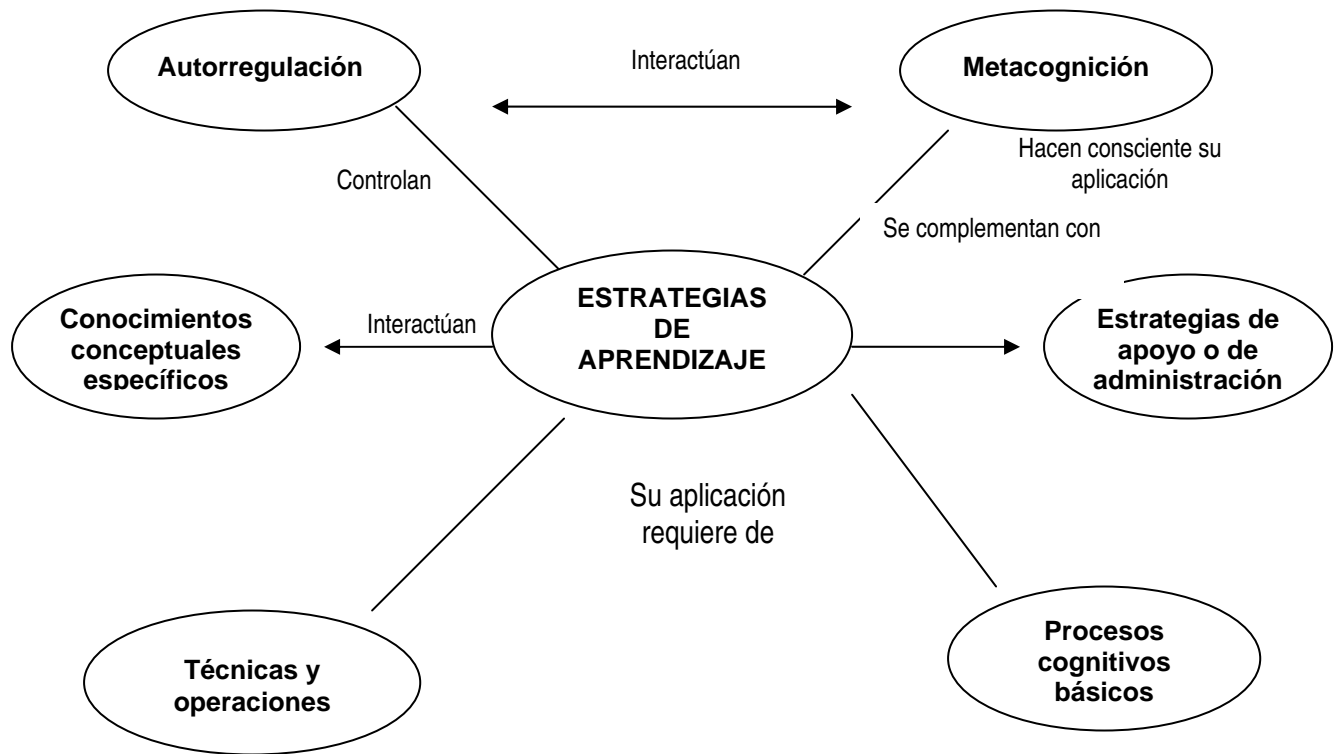 Autorregulación
Interactúan
Metacognición
Controlan
Hacen consciente su
aplicación
Se complementan con
Conocimientos
conceptuales
específicos
Interactúan
ESTRATEGIAS
DE
APRENDIZAJE
Estrategias de
apoyo o de
administración
Su aplicación
requiere de
Técnicas y
operaciones
Procesos
cognitivos
básicos